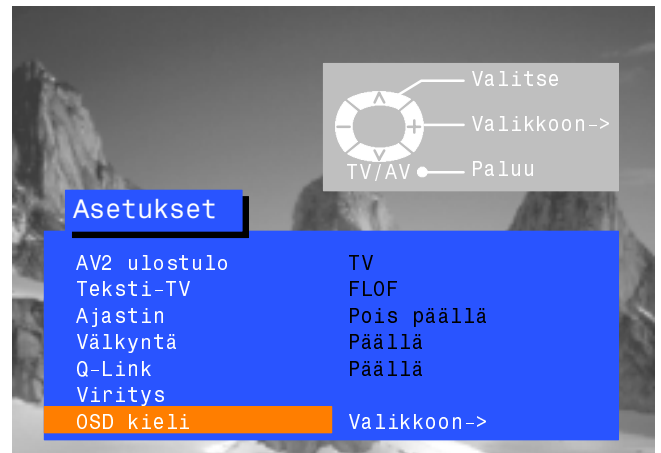 Valitse
Valikkoon->
TV/AV Paluu
Asetukset
AV2 ulostulo TV
Teksti-TV FLOF
Ajastin Pois päällä
Välkyntä Päällä
Q-Link Päällä
Viritys
OSD kieli Valikkoon->